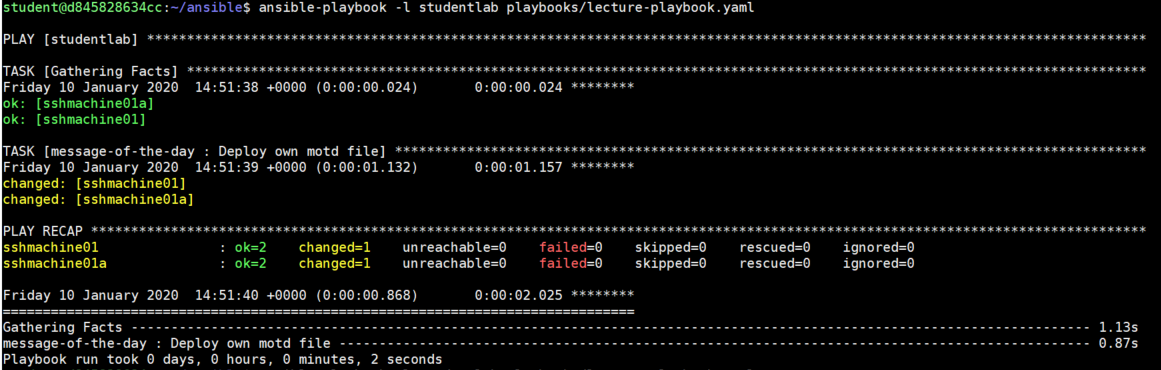 student@d845828634cc:~/ansible$ ansible-playbook -l studentlab playbooks/lecture-playbook.yaml
PLAY [studentlab] *****************************************************************************************************************************
TASK [Gathering Facts] ************************************************************************************************************************
Friday 10 January 2020  14:51:38 +0000 (0:00:00.024)       0:00:00.024 ********
ok: [sshmachine01a]
ok: [sshmachine01]
TASK [message-of-the-day : Deploy own motd file] **********************************************************************************************
Friday 10 January 2020  14:51:39 +0000 (0:00:01.132)       0:00:01.157 ********
changed: [sshmachine01]
changed: [sshmachine01a]
PLAY RECAP ************************************************************************************************************************************
sshmachine01               : ok=2    changed=1    unreachable=0    failed=0    skipped=0    rescued=0    ignored=0
sshmachine01a              : ok=2    changed=1    unreachable=0    failed=0    skipped=0    rescued=0    ignored=0
Friday 10 January 2020  14:51:40 +0000 (0:00:00.868)       0:00:02.025 ********
===============================================================================
Gathering Facts ------------------------------------------------------------------------------------------------------------------------ 1.13s
message-of-the-day : Deploy own motd file ---------------------------------------------------------------------------------------------- 0.87s
Playbook run took 0 days, 0 hours, 0 minutes, 2 seconds